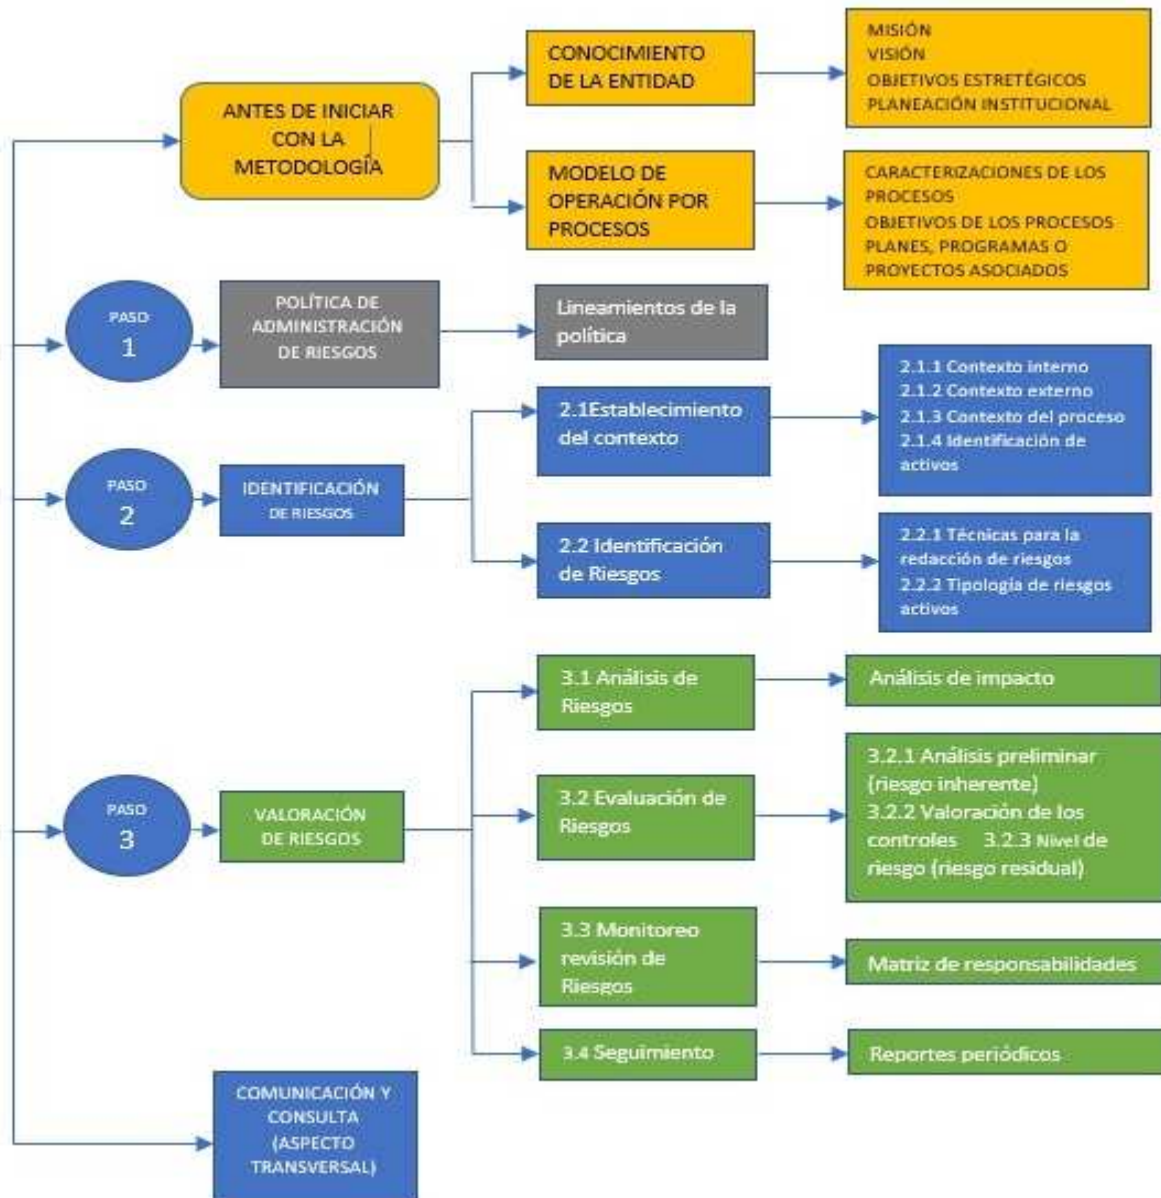 ANTES DE INICIAR
CON LA
METODOLOGÍA
CONOCIMIENTO
DE LA ENTIDAD
MISIÓN
VISIÓN
OBJETIVOS ESTRETÉGICOS
PLANEACIÓN INSTITUCIONAL
MODELO DE
OPERACIÓN POR
PROCESOS
CARACTERIZACIONES DE LOS
PROCESOS
OBJETIVOS DE LOS PROCESOS
PLANES, PROGRAMAS O
PROYECTOS ASOCIADOS
PASO
1
POLÍTICA DE
ADMINISTRACIÓN
DE RIESGOS
Lineamientos de la
política
PASO
2
IDENTIFICACIÓN
DE RIESGOS
2.1Establecimiento
del contexto
2.1.1 Contexto interno
2.1.2 Contexto externo
2.1.3 Contexto del proceso
2.1.4 Identificación de
activos
2.2 Identificación
de Riesgos
2.2.1 Técnicas para la
redacción de riesgos
2.2.2 Tipología de riesgos
activos
PASO
3
VALORACIÓN
DE RIESGOS
3.1 Análisis de
Riesgos
Análisis de impacto
3.2 Evaluación de
Riesgos
3.2.1 Análisis preliminar
(riesgo inherente)
3.2.2 Valoración de los
controles 3.2.3 Nivel de
riesgo (riesgo residual)
3.3 Monitoreo
revisión de
Riesgos
Matriz de responsabilidades
3.4 Seguimiento
Reportes periódicos
COMUNICACIÓN Y
CONSULTA
(ASPECTO
TRANSVERSAL)